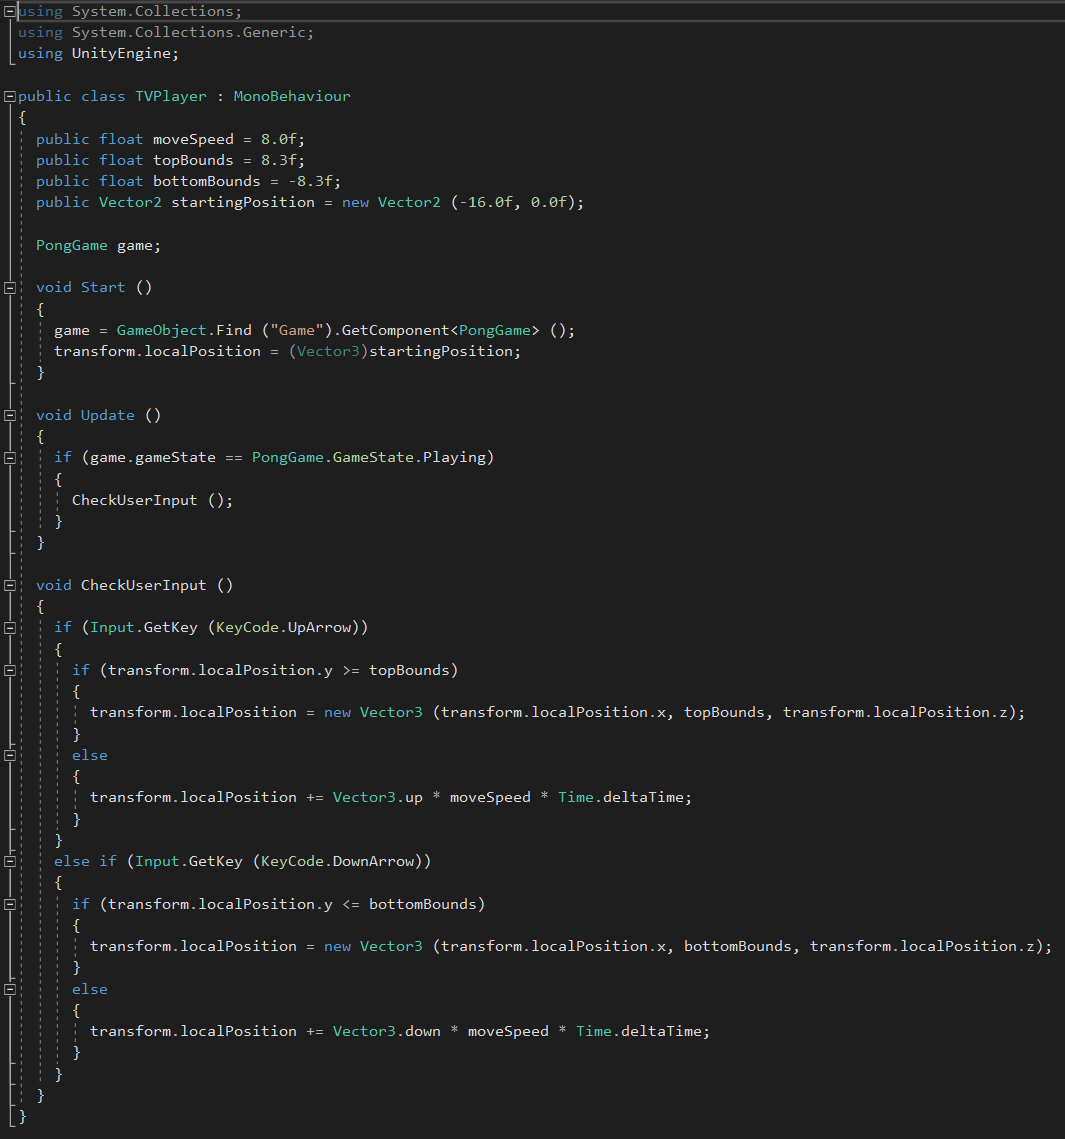 using System.Collections;
using System.Collections.Generic;
using UnityEngine;

public class TVPlayer : MonoBehaviour
{
  public float moveSpeed = 8.0f;
  public float topBounds = 8.3f;
  public float bottomBounds = -8.3f;
  public Vector2 startingPosition = new Vector2 (-16.0f, 0.0f);

  PongGame game;

  void Start ()
  {
    game = GameObject.Find ("Game").GetComponent<PongGame> ();
    transform.localPosition = (Vector3)startingPosition;
  }

  void Update ()
  {
    if (game.gameState == PongGame.GameState.Playing)
    {
      CheckUserInput ();
    }
  }

  void CheckUserInput ()
  {
    if (Input.GetKey (KeyCode.UpArrow))
    {
      if (transform.localPosition.y >= topBounds)
      {
        transform.localPosition = new Vector3 (transform.localPosition.x, topBounds, transform.localPosition.z);
      }
      else
      {
        transform.localPosition += Vector3.up * moveSpeed * Time.deltaTime;
      }
    }
    else if (Input.GetKey (KeyCode.DownArrow))
    {
      if (transform.localPosition.y <= bottomBounds)
      {
        transform.localPosition = new Vector3 (transform.localPosition.x, bottomBounds, transform.localPosition.z);
      }
      else
      {
        transform.localPosition += Vector3.down * moveSpeed * Time.deltaTime;
      }
    }
  }
}